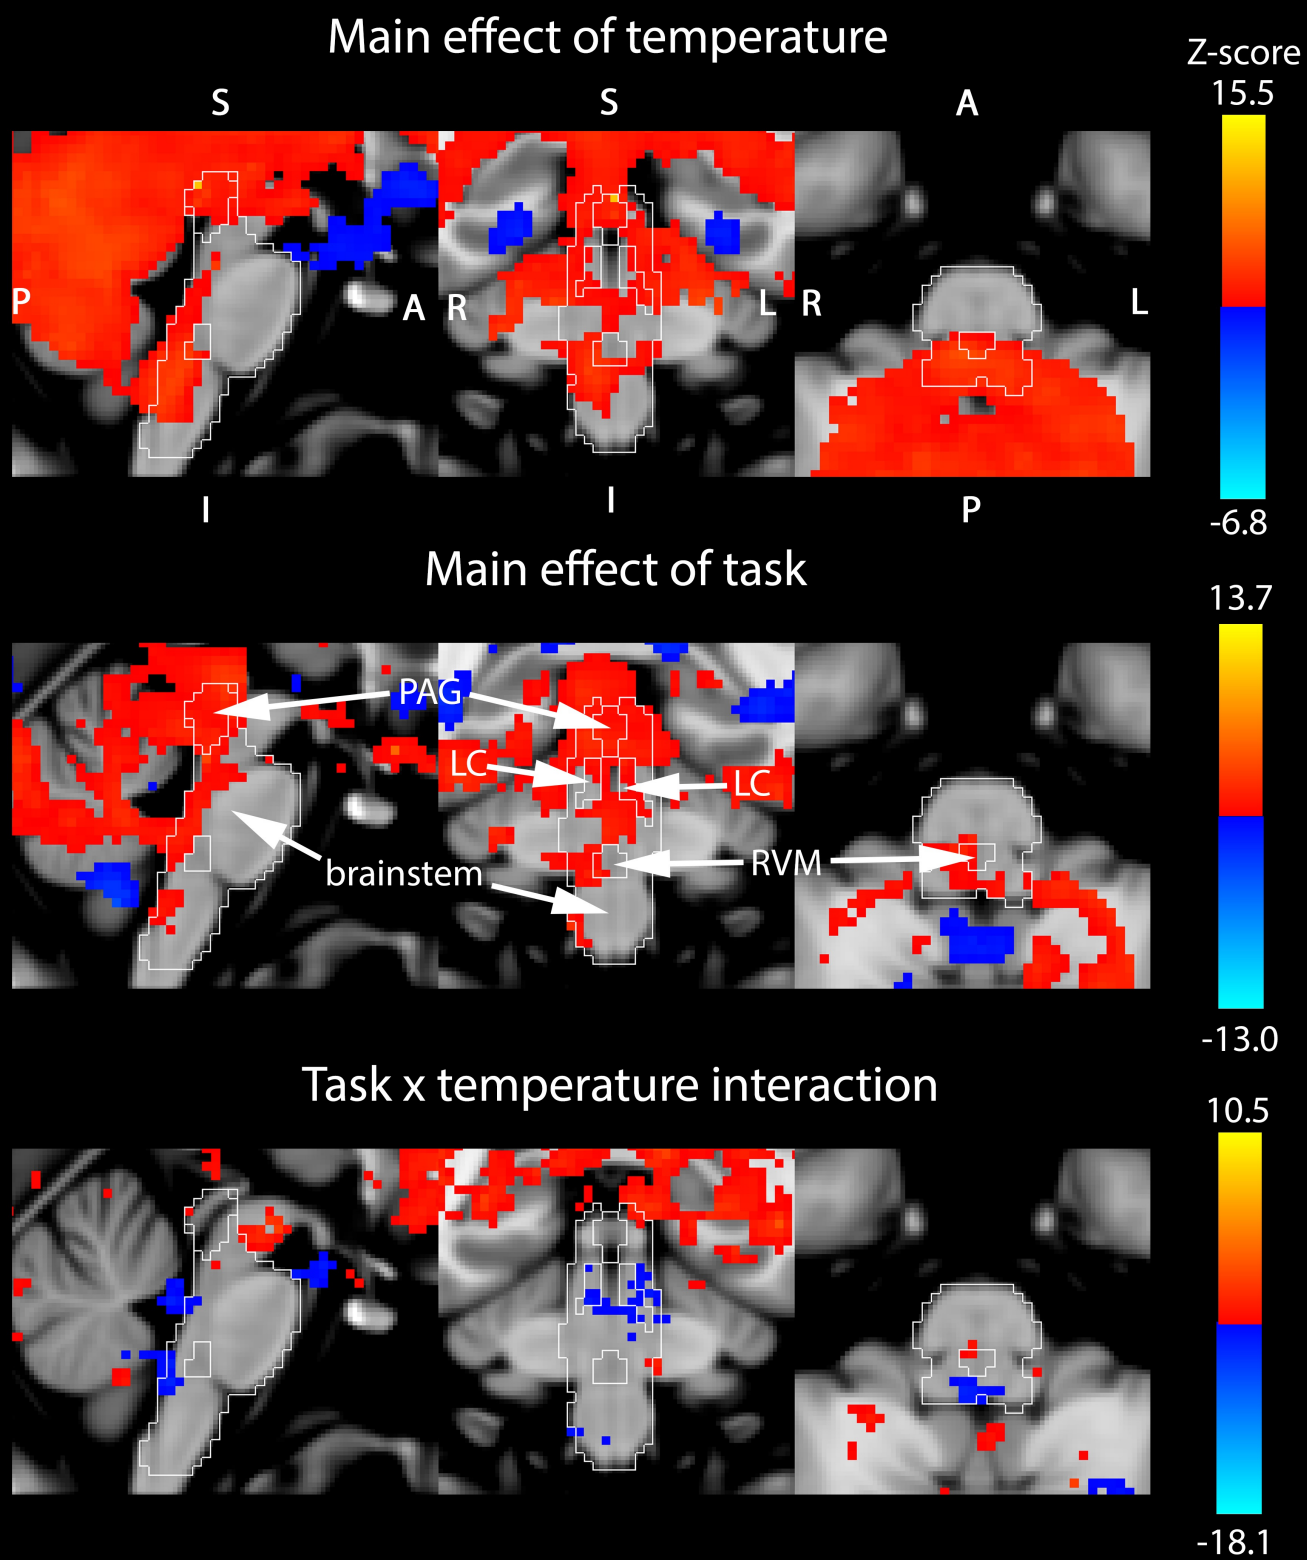 Main effect of temperature
Z-score
15.5
S S A
P A R L R L
I I P
-6.8
Main effect of task
13.7
PAG
LC LC
brainstem RVM
-13.0
Task x temperature interaction
10.5
-18.1